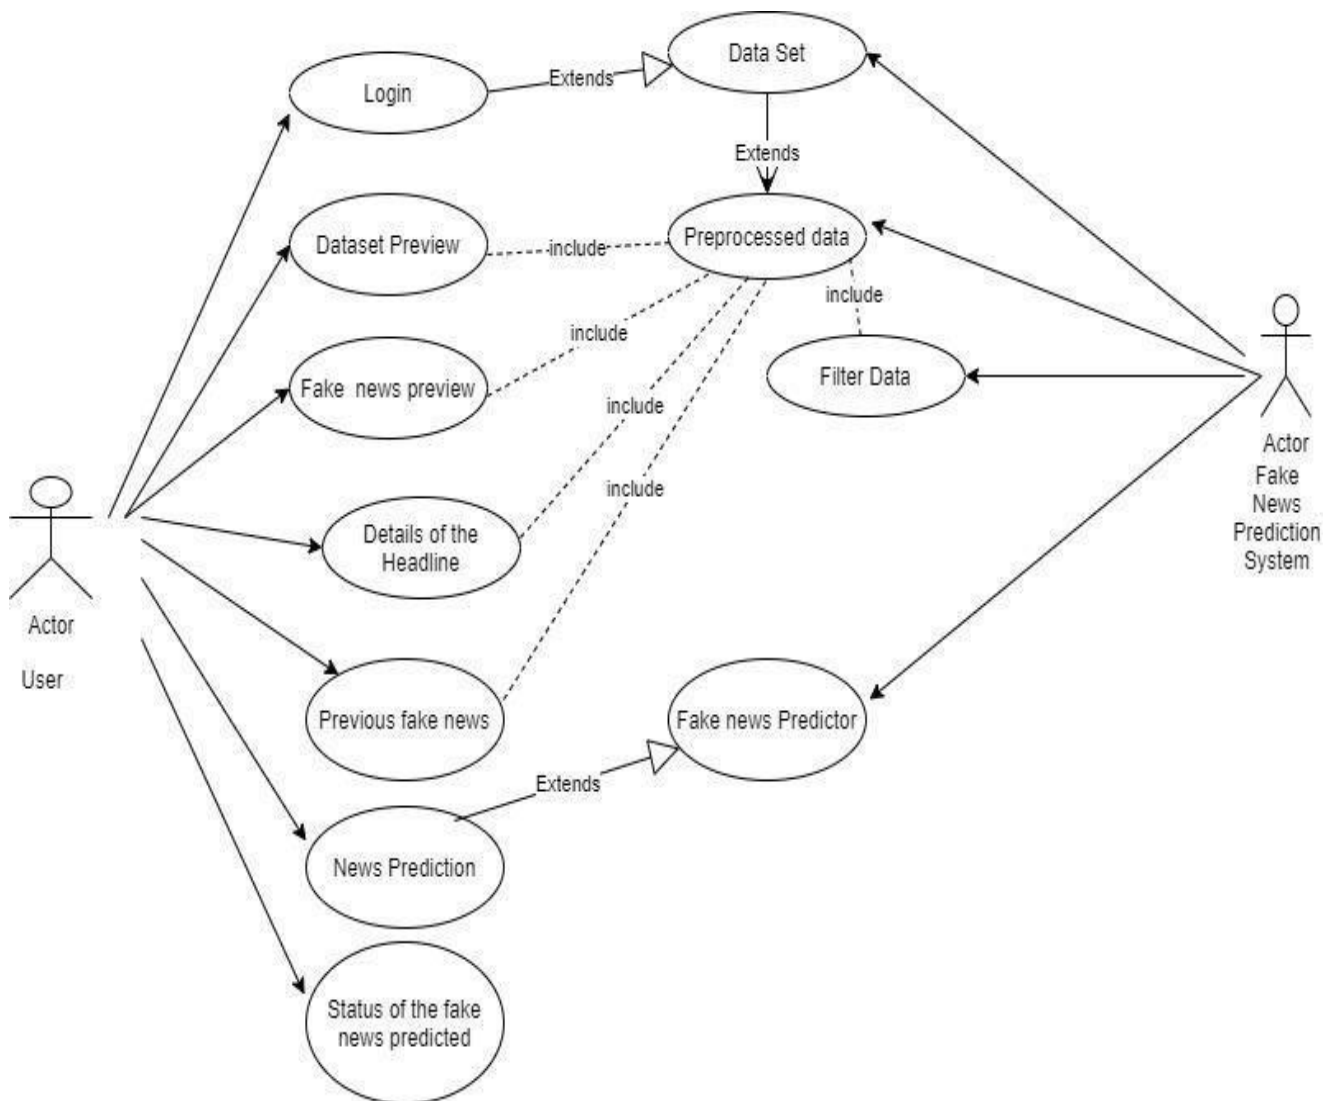 Data Set
Extends
Login
Extends
Dataset Preview
include
Preprocessed data
include
include
Fake  news preview
Filter Data
include
Actor
Fake
News
Prediction
System
include
Details of the
Headline
Actor
User
Previous fake news
Fake news Predictor
Extends
News Prediction
Status of the fake
news predicted